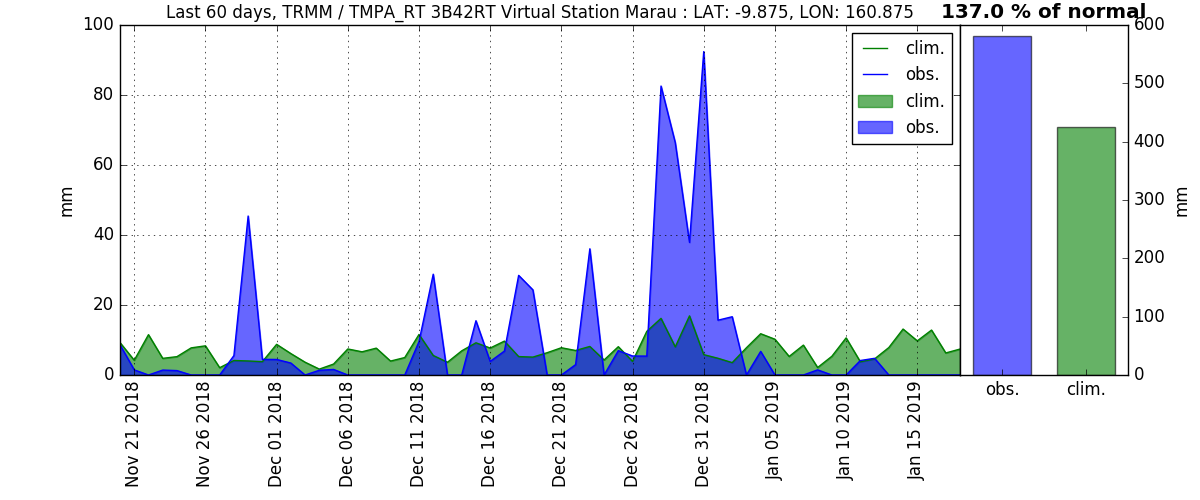 Last 60 days, TRMM / TMPA_RT 3B42RT Virtual Station Marau : LAT: -9.875, LON: 160.875
137.0 % of normal
100
80
60
40
20
0
mm
clim.
obs.
clim.
obs.
Nov 21 2018
Nov 26 2018
Dec 01 2018
Dec 06 2018
Dec 11 2018
Dec 16 2018
Dec 21 2018
Dec 26 2018
Dec 31 2018
Jan 05 2019
Jan 10 2019
Jan 15 2019
600
500
400
300
200
100
0
mm
obs.
clim.